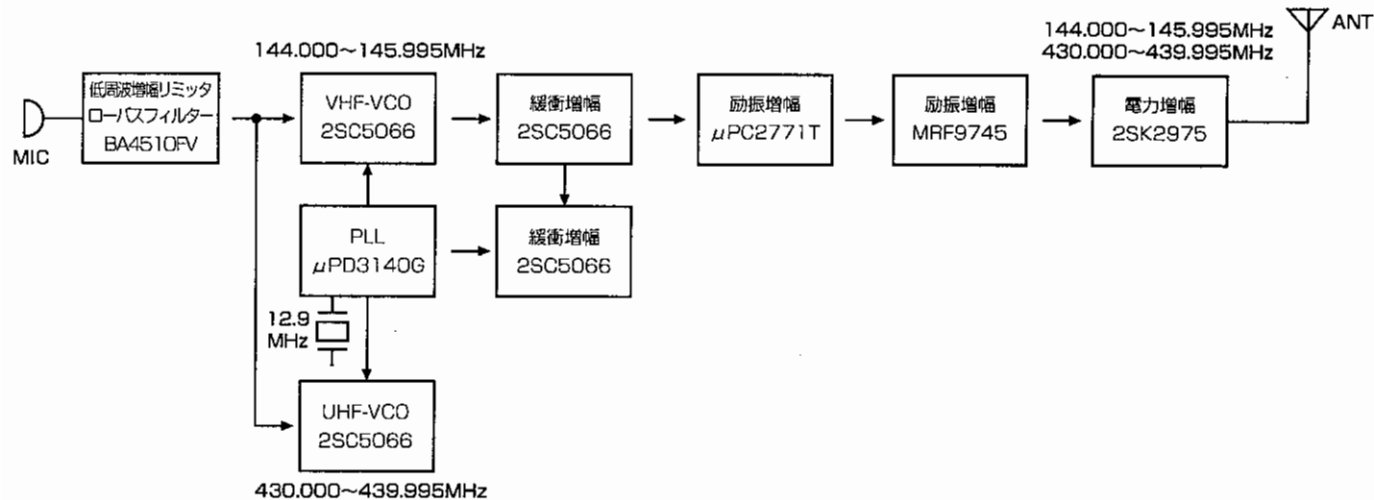 144.000～145.995MHz
430.000～439.995MHz
ANT
144.000～145.995MHz
MIC
低周波増幅リミッタ
ローパスフィルター
BA4510FV
VHF-VCO
2SC5066
緩衝増幅
2SC5066
励振増幅
μPC2771T
励振増幅
MRF9745
電力増幅
2SK2975
PLL
μPD3140G
緩衝増幅
2SC5066
12.9
MHz
UHF-VCO
2SC5066
430.000～439.995MHz